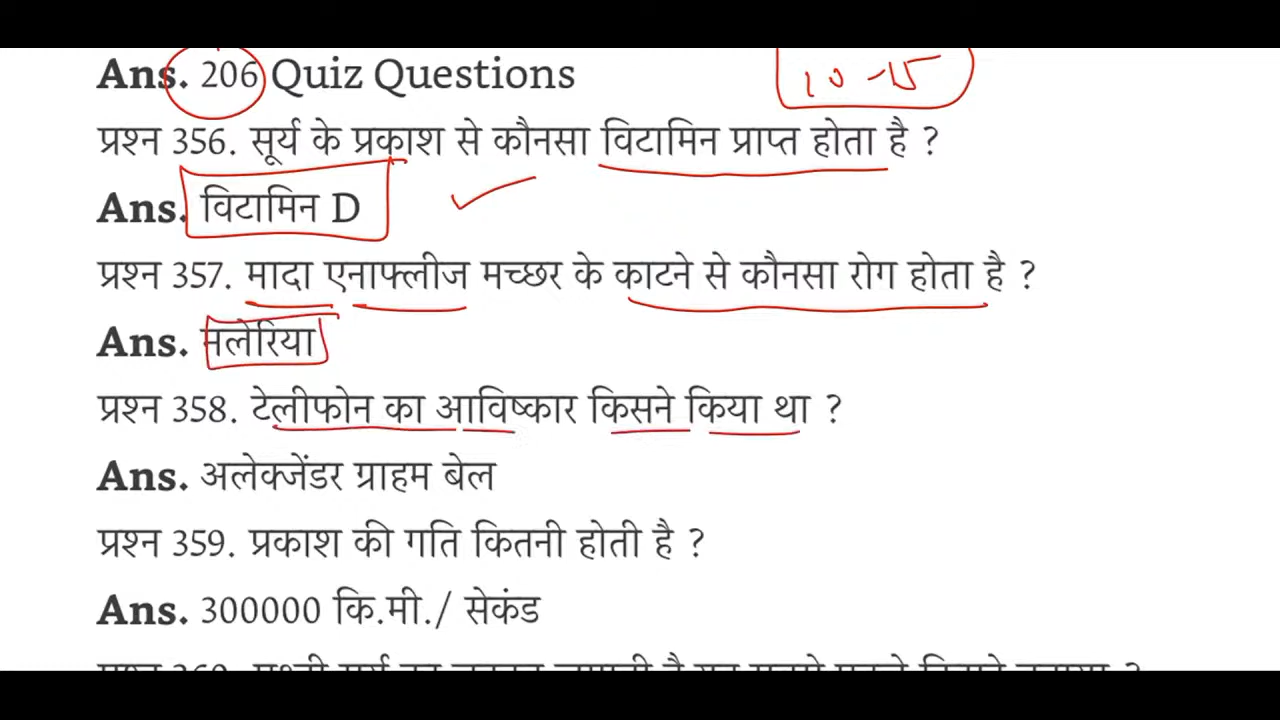 Ans. 206 Quiz Questions
10-15
प्रश्न 356. सूर्य के प्रकाश से कौनसा विटामिन प्राप्त होता है ?
Ans. विटामिन D
प्रश्न 357. मादा एनाफ्लीज मच्छर के काटने से कौनसा रोग होता है ?
Ans. मलेरिया
प्रश्न 358. टेलीफोन का आविष्कार किसने किया था ?
Ans. अलेक्जेंडर ग्राहम बेल
प्रश्न 359. प्रकाश की गति कितनी होती है ?
Ans. 300000 कि.मी./ सेकंड